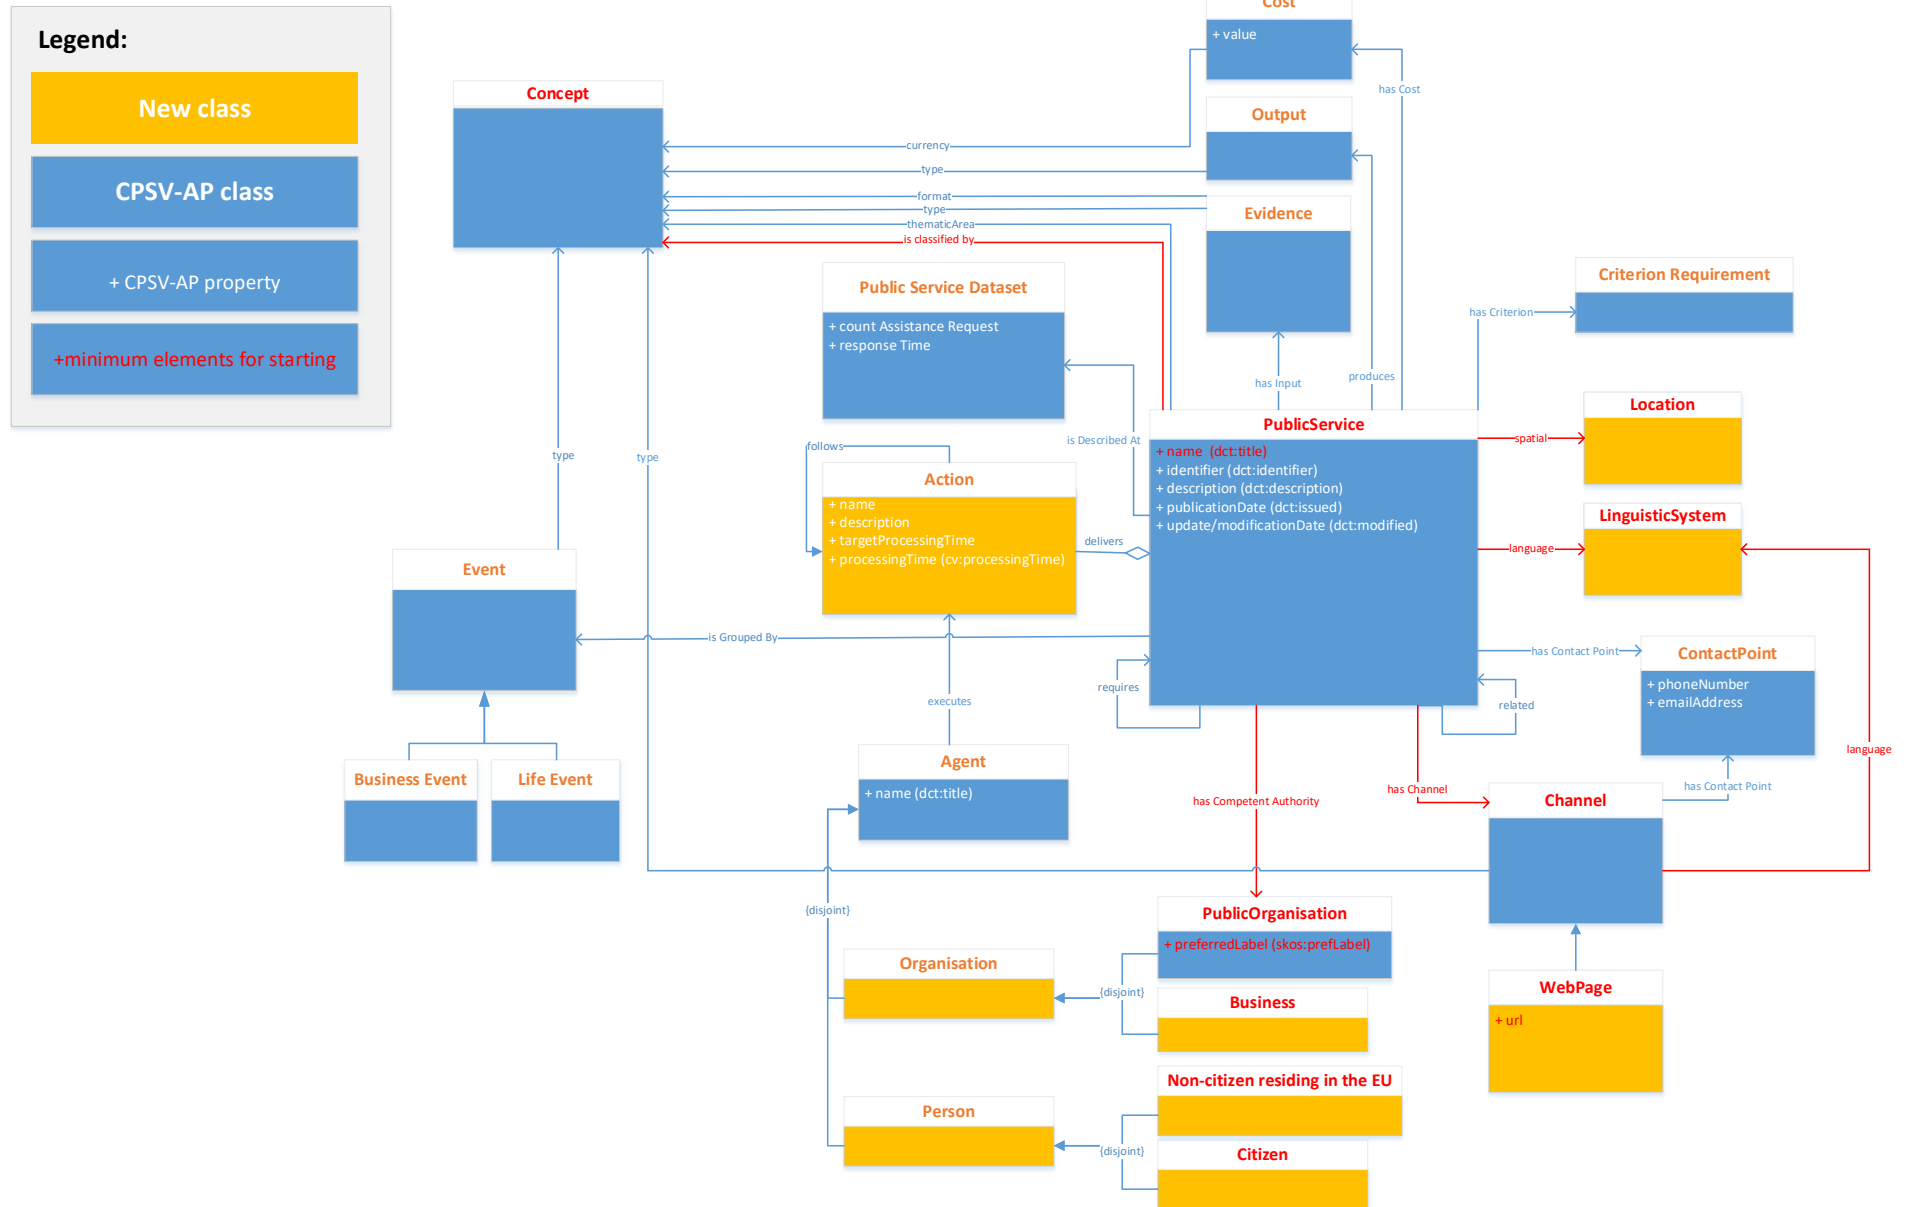 Legend:
New class
CPSV-AP class
+ CPSV-AP property
+minimum elements for starting
Cost
+ value
has Cost
Concept
Output
currency
type
format
type
thematicArea
is classified by
Evidence
Public Service Dataset
+ count Assistance Request
+ response Time
Criterion Requirement
has Criterion
has Input
produces
Location
spatial
PublicService
+ name  (dct:title)
+ identifier (dct:identifier)
+ description (dct:description)
+ publicationDate (dct:issued)
+ update/modificationDate (dct:modified)
is Described At
follows
type
type
Action
+ name
+ description
+ targetProcessingTime
+ processingTime (cv:processingTime)
delivers
LinguisticSystem
language
Event
is Grouped By
has Contact Point
ContactPoint
+ phoneNumber
+ emailAddress
requires
related
executes
language
Business Event
Life Event
Agent
+ name (dct:title)
has Competent Authority
has Channel
Channel
has Contact Point
{disjoint}
PublicOrganisation
+ preferredLabel (skos:prefLabel)
Organisation
{disjoint}
Business
WebPage
+ url
Non-citizen residing in the EU
Person
{disjoint}
Citizen